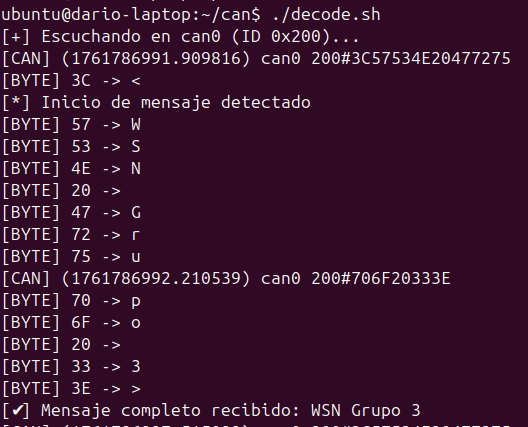 ubuntu@dario-laptop:~/can$ ./decode.sh
[+] Escuchando en can0 (ID 0x200)...
[CAN] (1761786991.909816) can0 200#3C57534E20477275
[BYTE] 3C -> <
[*] Inicio de mensaje detectado
[BYTE] 57 -> W
[BYTE] 53 -> S
[BYTE] 4E -> N
[BYTE] 20 ->
[BYTE] 47 -> G
[BYTE] 72 -> r
[BYTE] 75 -> u
[CAN] (1761786992.210539) can0 200#706F20333E
[BYTE] 70 -> p
[BYTE] 6F -> o
[BYTE] 20 ->
[BYTE] 33 -> 3
[BYTE] 3E -> >
[✔] Mensaje completo recibido: WSN Grupo 3